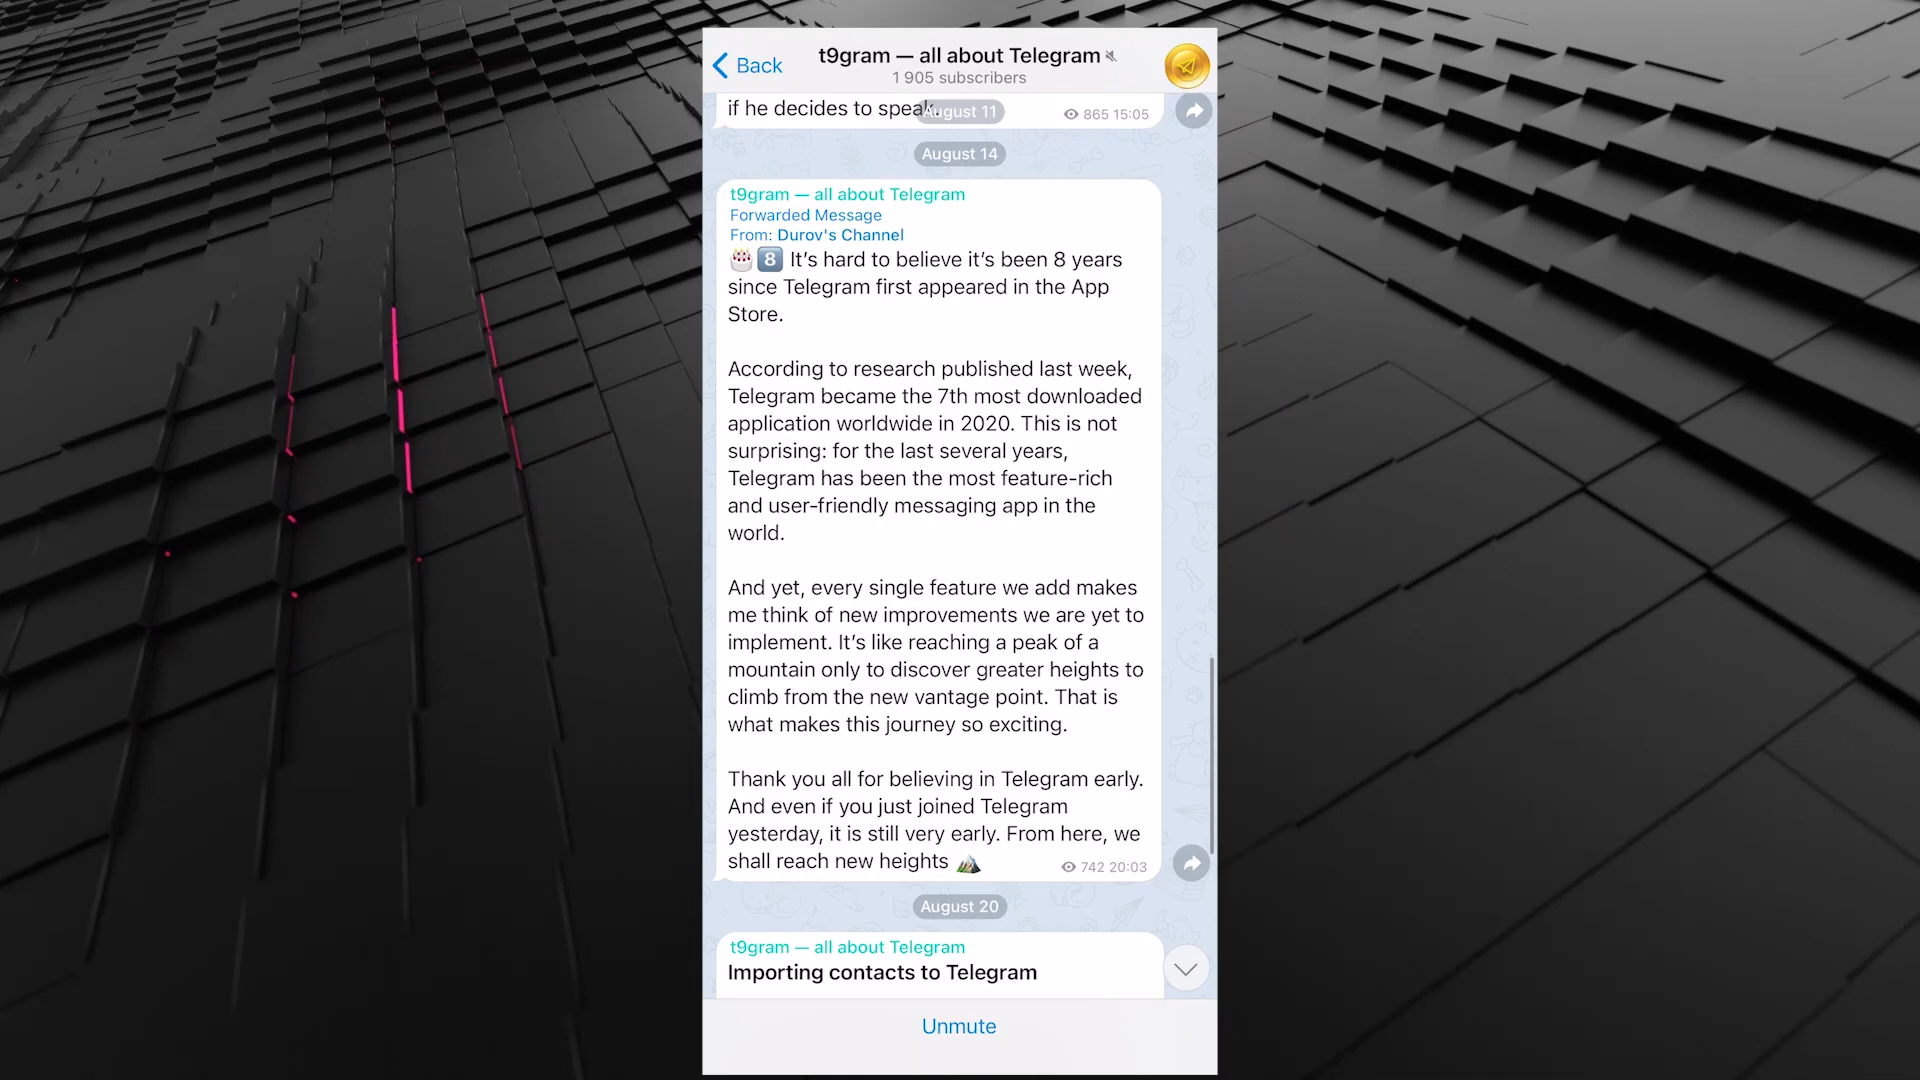 Back
t9gram — all about Telegram
1 905 subscribers
if he decides to speak.
August 11
865 15:05
August 14
t9gram — all about Telegram
Forwarded Message
From: Durov's Channel
🎂8️⃣ It’s hard to believe it’s been 8 years
since Telegram first appeared in the App
Store.
According to research published last week,
Telegram became the 7th most downloaded
application worldwide in 2020. This is not
surprising: for the last several years,
Telegram has been the most feature-rich
and user-friendly messaging app in the
world.
And yet, every single feature we add makes
me think of new improvements we are yet to
implement. It’s like reaching a peak of a
mountain only to discover greater heights to
climb from the new vantage point. That is
what makes this journey so exciting.
Thank you all for believing in Telegram early.
And even if you just joined Telegram
yesterday, it is still very early. From here, we
shall reach new heights ⛰
742 20:03
August 20
t9gram — all about Telegram
Importing contacts to Telegram
Unmute